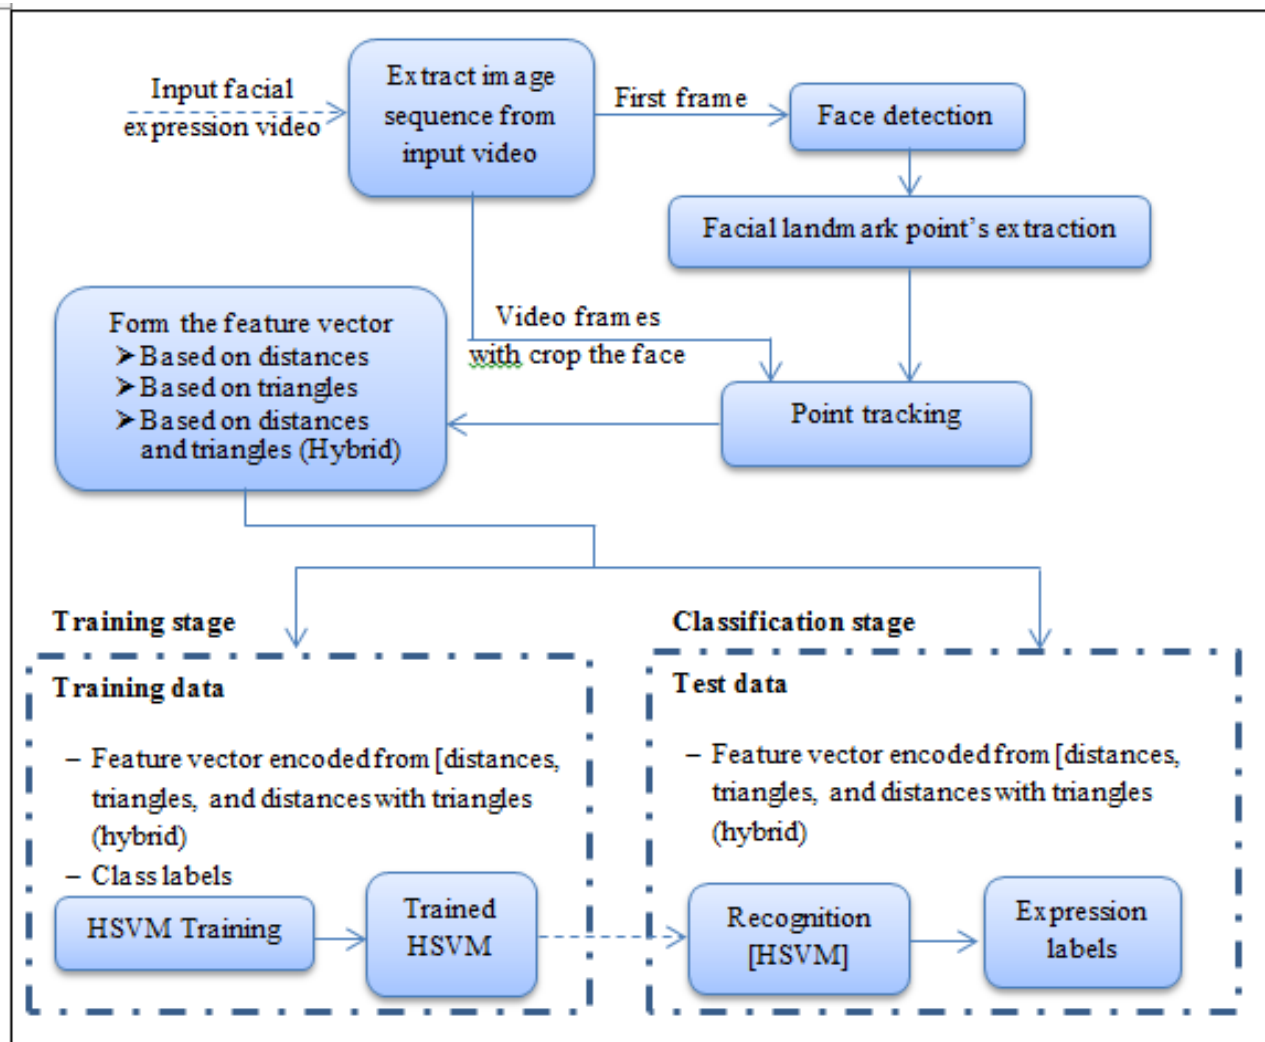 Input facial
expression video
Extract image
sequence from
input video
First frame
Face detection
Facial landmark point’s extraction
Video frames
with crop the face
Point tracking
Form the feature vector
➢ Based on distances
➢ Based on triangles
➢ Based on distances
and triangles (Hybrid)
Training stage
Training data
– Feature vector encoded from [distances,
triangles, and distances with triangles
(hybrid)
– Class labels
HSVM Training
Trained
HSVM
Classification stage
Test data
– Feature vector encoded from [distances,
triangles, and distances with triangles
(hybrid)
Recognition
[HSVM]
Expression
labels